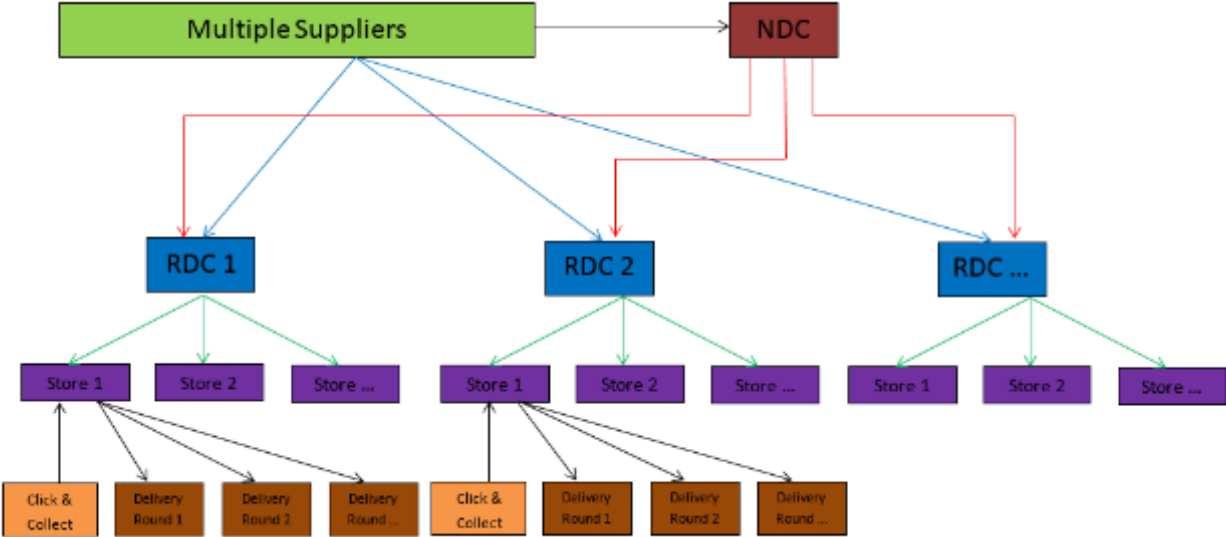 Multiple Suppliers
NDC
RDC 1
RDC 2
RDC ...
Store 1
Store 2
Store ...
Store 1
Store 2
Store ...
Store 1
Store 2
Store ...
Click &
Collect
Delivery
Round 1
Delivery
Round 2
Delivery
Round ...
Click &
Collect
Delivery
Round 1
Delivery
Round 2
Delivery
Round ...